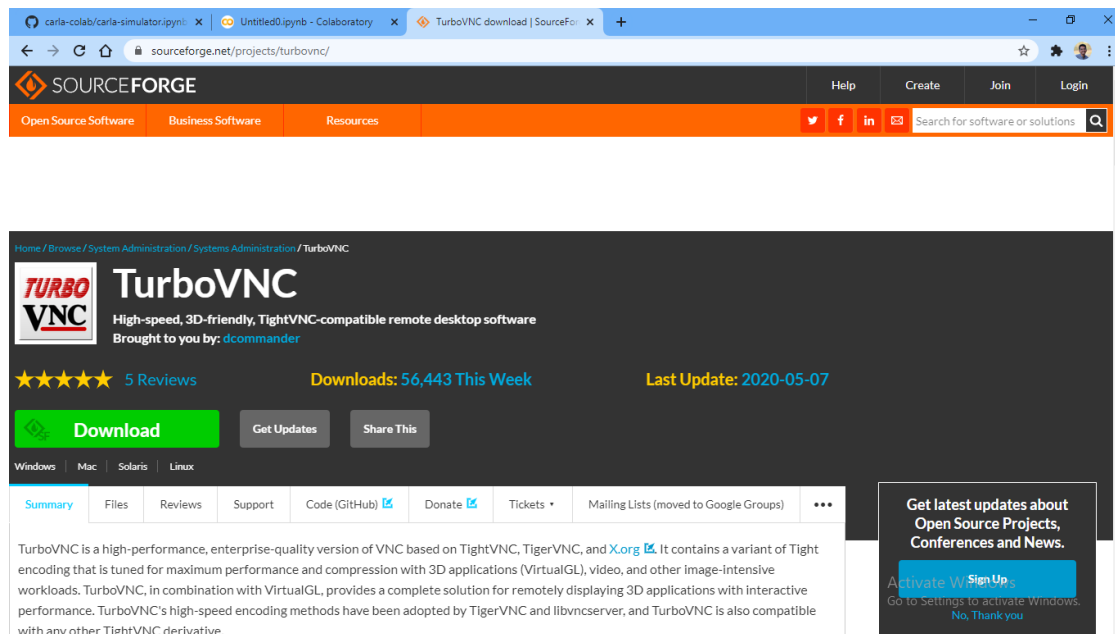 carla-colab/carla-simulator.ipynb
Untitled0.ipynb - Colaboratory
TurboVNC download | SourceFor
sourceforge.net/projects/turbovnc/
SOURCEFORGE
Help Create Join Login
Open Source Software Business Software Resources
Search for software or solutions
Home / Browse / System Administration / Systems Administration / TurboVNC
TURBO
VNC
TurboVNC
High-speed, 3D-friendly, TightVNC-compatible remote desktop software
Brought to you by: dcommander
5 Reviews
Downloads: 56,443 This Week
Last Update: 2020-05-07
SF
Download
Get Updates
Share This
Windows Mac Solaris Linux
Summary Files Reviews Support Code (GitHub) Donate Tickets Mailing Lists (moved to Google Groups)
TurboVNC is a high-performance, enterprise-quality version of VNC based on TightVNC, TigerVNC, and X.org. It contains a variant of Tight
encoding that is tuned for maximum performance and compression with 3D applications (VirtualGL), video, and other image-intensive
workloads. TurboVNC, in combination with VirtualGL, provides a complete solution for remotely displaying 3D applications with interactive
performance. TurboVNC's high-speed encoding methods have been adopted by TigerVNC and libvncserver, and TurboVNC is also compatible
with any other TightVNC derivative
Get latest updates about
Open Source Projects,
Conferences and News.
Sign Up
No, Thank you
Activate Windows
Go to Settings to activate Windows.